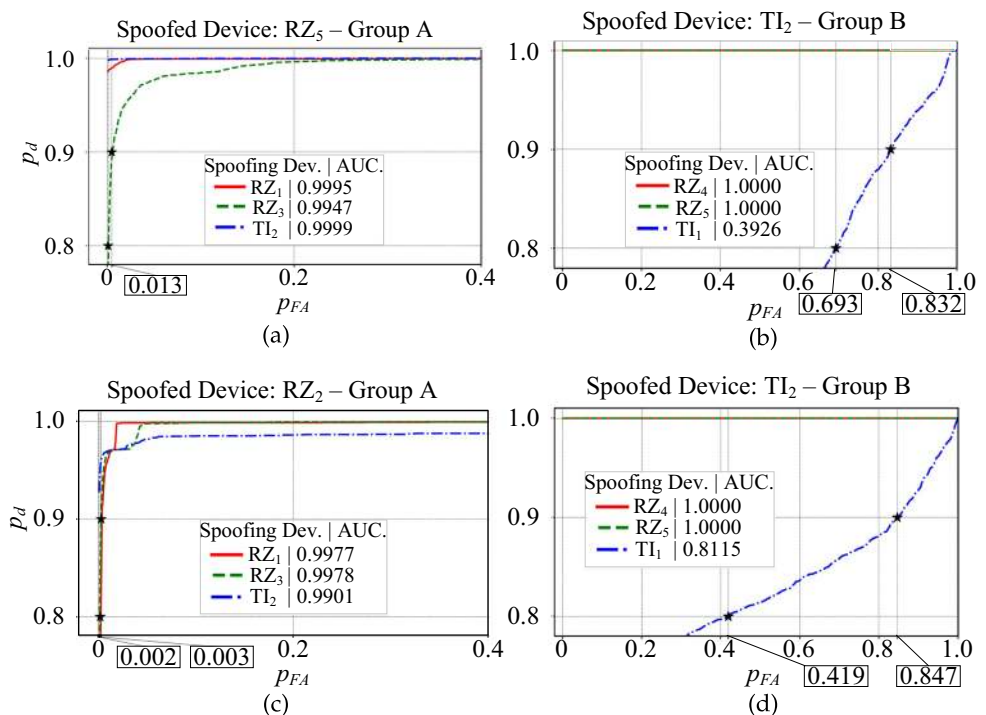 Spoofed Device: RZ₅ – Group A
1.0
0.9
0.8
p_d
Spoofing Dev. | AUC.
RZ₁ | 0.9995
RZ₃ | 0.9947
TI₂ | 0.9999
0 0.2 0.4
0.013
p_FA
(a)
Spoofed Device: TI₂ – Group B
1.0
0.9
0.8
Spoofing Dev. | AUC.
RZ₄ | 1.0000
RZ₅ | 1.0000
TI₁ | 0.3926
0 0.2 0.4 0.6 0.8 1.0
0.693 0.832
p_FA
(b)
Spoofed Device: RZ₂ – Group A
1.0
0.9
0.8
p_d
Spoofing Dev. | AUC.
RZ₁ | 0.9977
RZ₃ | 0.9978
TI₂ | 0.9901
0 0.2 0.4
0.002 0.003
p_FA
(c)
Spoofed Device: TI₂ – Group B
1.0
0.9
0.8
Spoofing Dev. | AUC.
RZ₄ | 1.0000
RZ₅ | 1.0000
TI₁ | 0.8115
0 0.2 0.4 0.6 0.8 1.0
p_FA 0.419 0.847
(d)